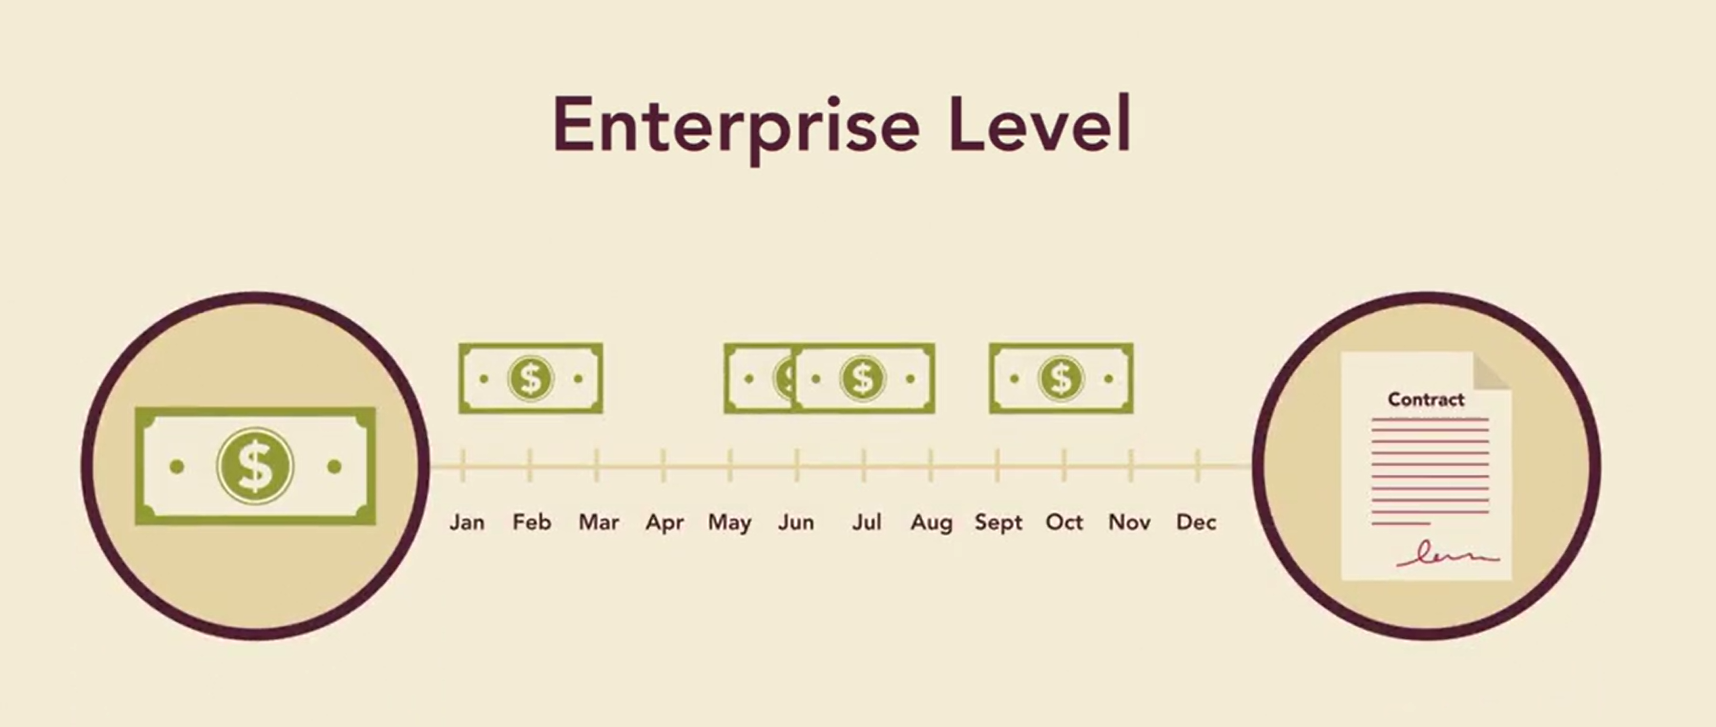 Enterprise Level
$ $ $ $ $
Contract
Jan Feb Mar Apr May Jun Jul Aug Sept Oct Nov Dec